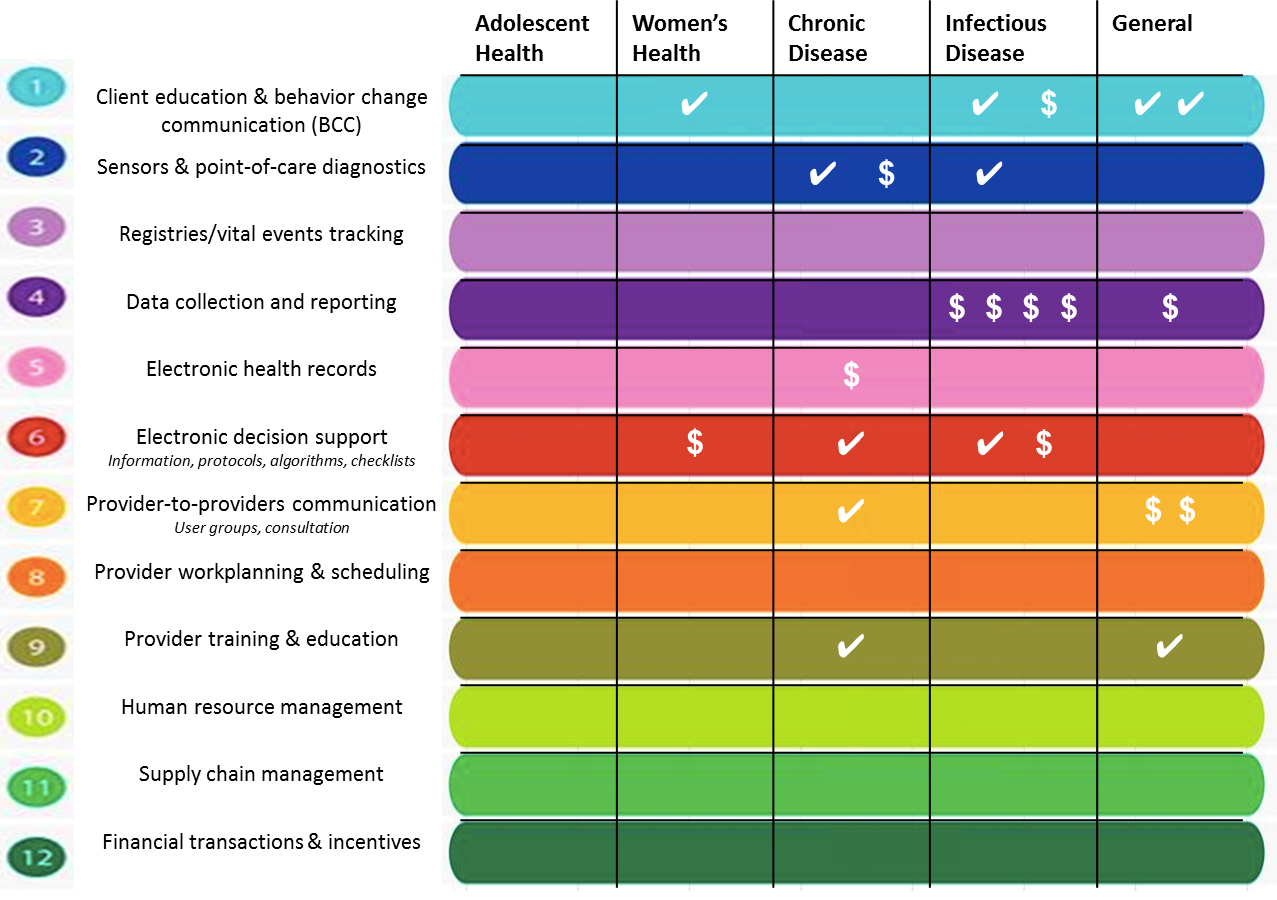 Adolescent Health
Women's Health
Chronic Disease
Infectious Disease
General
1
Client education & behavior change
communication (BCC)
✔
✔ $
✔ ✔
2
Sensors & point-of-care diagnostics
✔ $
✔
3
Registries/vital events tracking
4
Data collection and reporting
$ $ $ $
$
5
Electronic health records
$
6
Electronic decision support
Information, protocols, algorithms, checklists
$
✔
✔ $
7
Provider-to-providers communication
User groups, consultation
✔
$ $
8
Provider workplanning & scheduling
9
Provider training & education
✔
✔
10
Human resource management
11
Supply chain management
12
Financial transactions & incentives